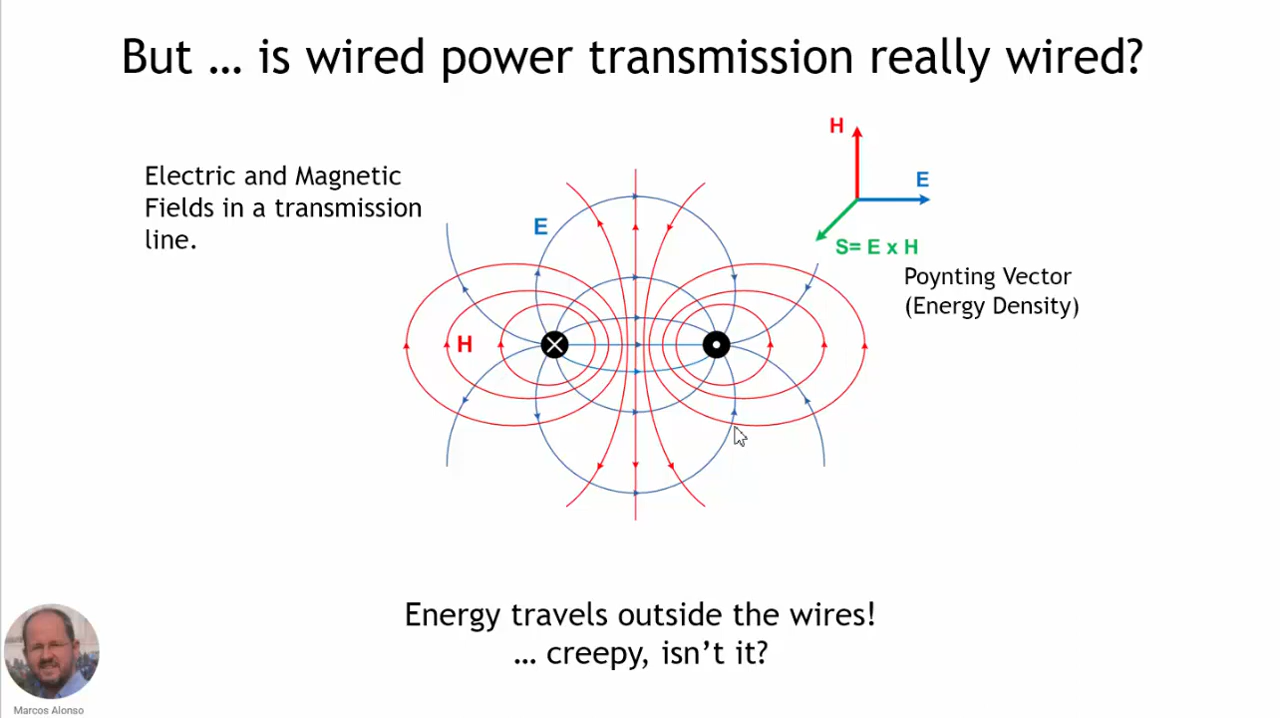 But … is wired power transmission really wired?
Electric and Magnetic
Fields in a transmission
line.
H
E
S= E x H
Poynting Vector
(Energy Density)
E
H
Energy travels outside the wires!
… creepy, isn’t it?
Marcos Alonso